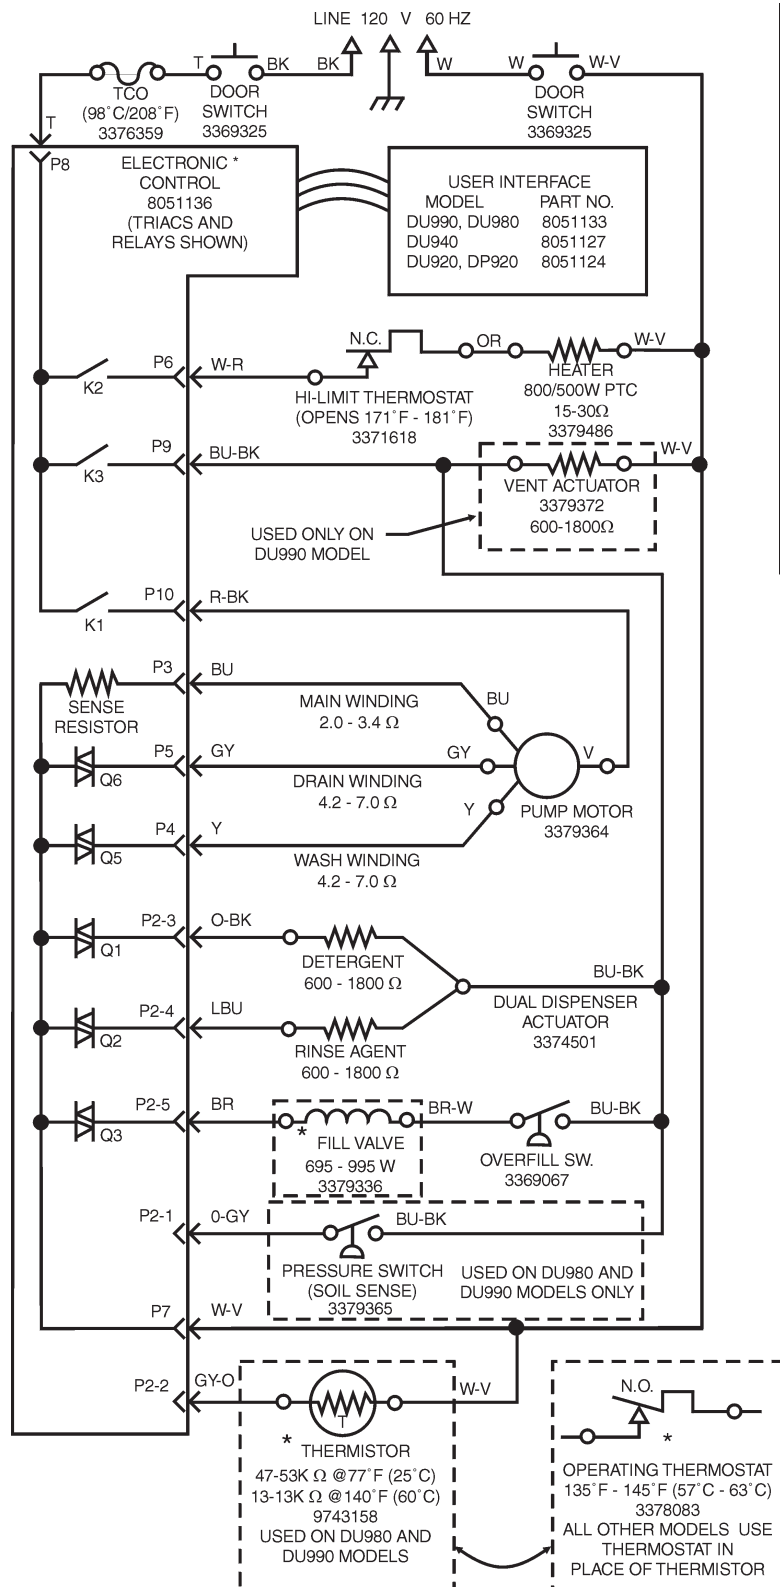 LINE 120 V 60 HZ
T
BK
BK
W
W
W-V
TCO
(98°C/208°F)
3376359
DOOR
SWITCH
3369325
DOOR
SWITCH
3369325
T
P8
ELECTRONIC *
CONTROL
8051136
(TRIACS AND
RELAYS SHOWN)
USER INTERFACE
MODEL PART NO.
DU990, DU980 8051133
DU940 8051127
DU920, DP920 8051124
K2
P6
W-R
N.C.
OR
W-V
HI-LIMIT THERMOSTAT
(OPENS 171°F - 181°F)
3371618
HEATER
800/500W PTC
15-30Ω
3379486
K3
P9
BU-BK
W-V
VENT ACTUATOR
3379372
600-1800Ω
USED ONLY ON
DU990 MODEL
K1
P10
R-BK
SENSE
RESISTOR
P3
BU
MAIN WINDING
2.0 - 3.4 Ω
BU
Q6
P5
GY
GY
V
DRAIN WINDING
4.2 - 7.0 Ω
PUMP MOTOR
3379364
Q5
P4
Y
Y
WASH WINDING
4.2 - 7.0 Ω
Q1
P2-3
O-BK
DETERGENT
600 - 1800 Ω
BU-BK
DUAL DISPENSER
ACTUATOR
3374501
Q2
P2-4
LBU
RINSE AGENT
600 - 1800 Ω
Q3
P2-5
BR
BR-W
BU-BK
* FILL VALVE
695 - 995 W
3379336
OVERFILL SW.
3369067
P2-1
0-GY
BU-BK
PRESSURE SWITCH
(SOIL SENSE)
3379365
USED ON DU980 AND
DU990 MODELS ONLY
P7
W-V
P2-2
GY-O
T
W-V
* THERMISTOR
47-53K Ω @77°F (25°C)
13-13K Ω @140°F (60°C)
9743158
USED ON DU980 AND
DU990 MODELS
N.O.
*
OPERATING THERMOSTAT
135°F - 145°F (57°C - 63°C)
3378083
ALL OTHER MODELS USE
THERMOSTAT IN
PLACE OF THERMISTOR